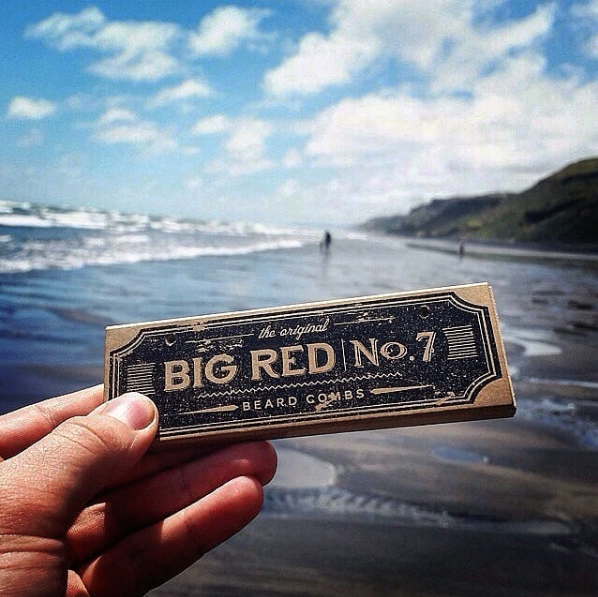 the original
BIG RED No.7
BEARD COMBS